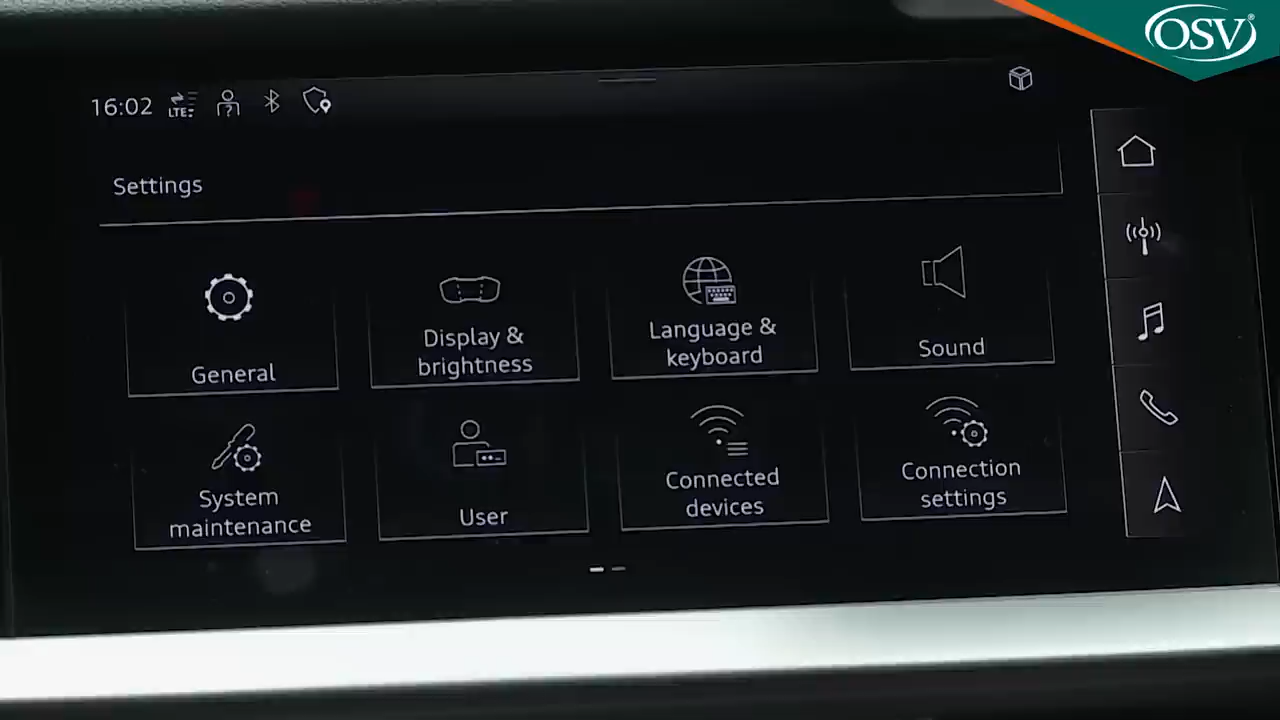 OSV®
16:02
LTE
?
Settings
General
Display &
brightness
Language &
keyboard
Sound
System
maintenance
User
Connected
devices
Connection
settings